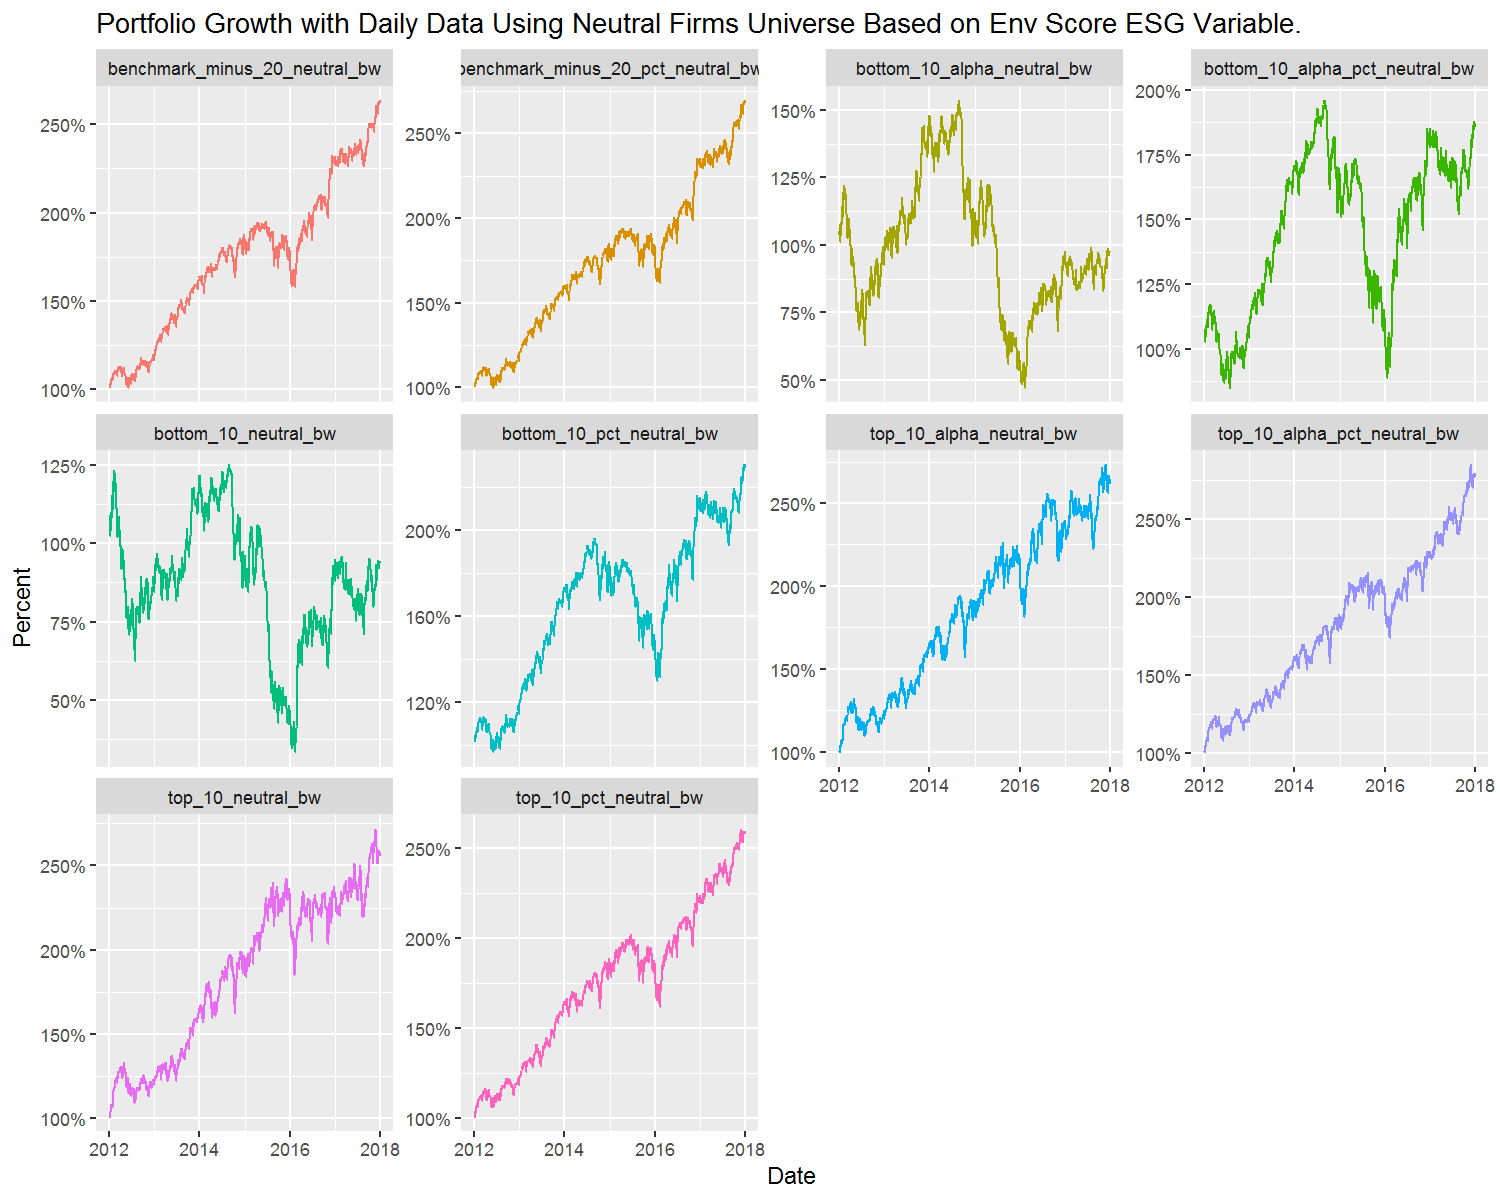 Portfolio Growth with Daily Data Using Neutral Firms Universe Based on Env Score ESG Variable.
benchmark_minus_20_neutral_bw
benchmark_minus_20_pct_neutral_bw
bottom_10_alpha_neutral_bw
bottom_10_alpha_pct_neutral_bw
250%
200%
150%
100%
250%
200%
150%
100%
150%
125%
100%
75%
50%
200%
175%
150%
125%
100%
bottom_10_neutral_bw
bottom_10_pct_neutral_bw
top_10_alpha_neutral_bw
top_10_alpha_pct_neutral_bw
125%
100%
75%
50%
200%
160%
120%
250%
200%
150%
100%
250%
200%
150%
100%
2012 2014 2016 2018
2012 2014 2016 2018
top_10_neutral_bw
top_10_pct_neutral_bw
250%
200%
150%
100%
250%
200%
150%
100%
2012 2014 2016 2018
2012 2014 2016 2018
Percent
Date